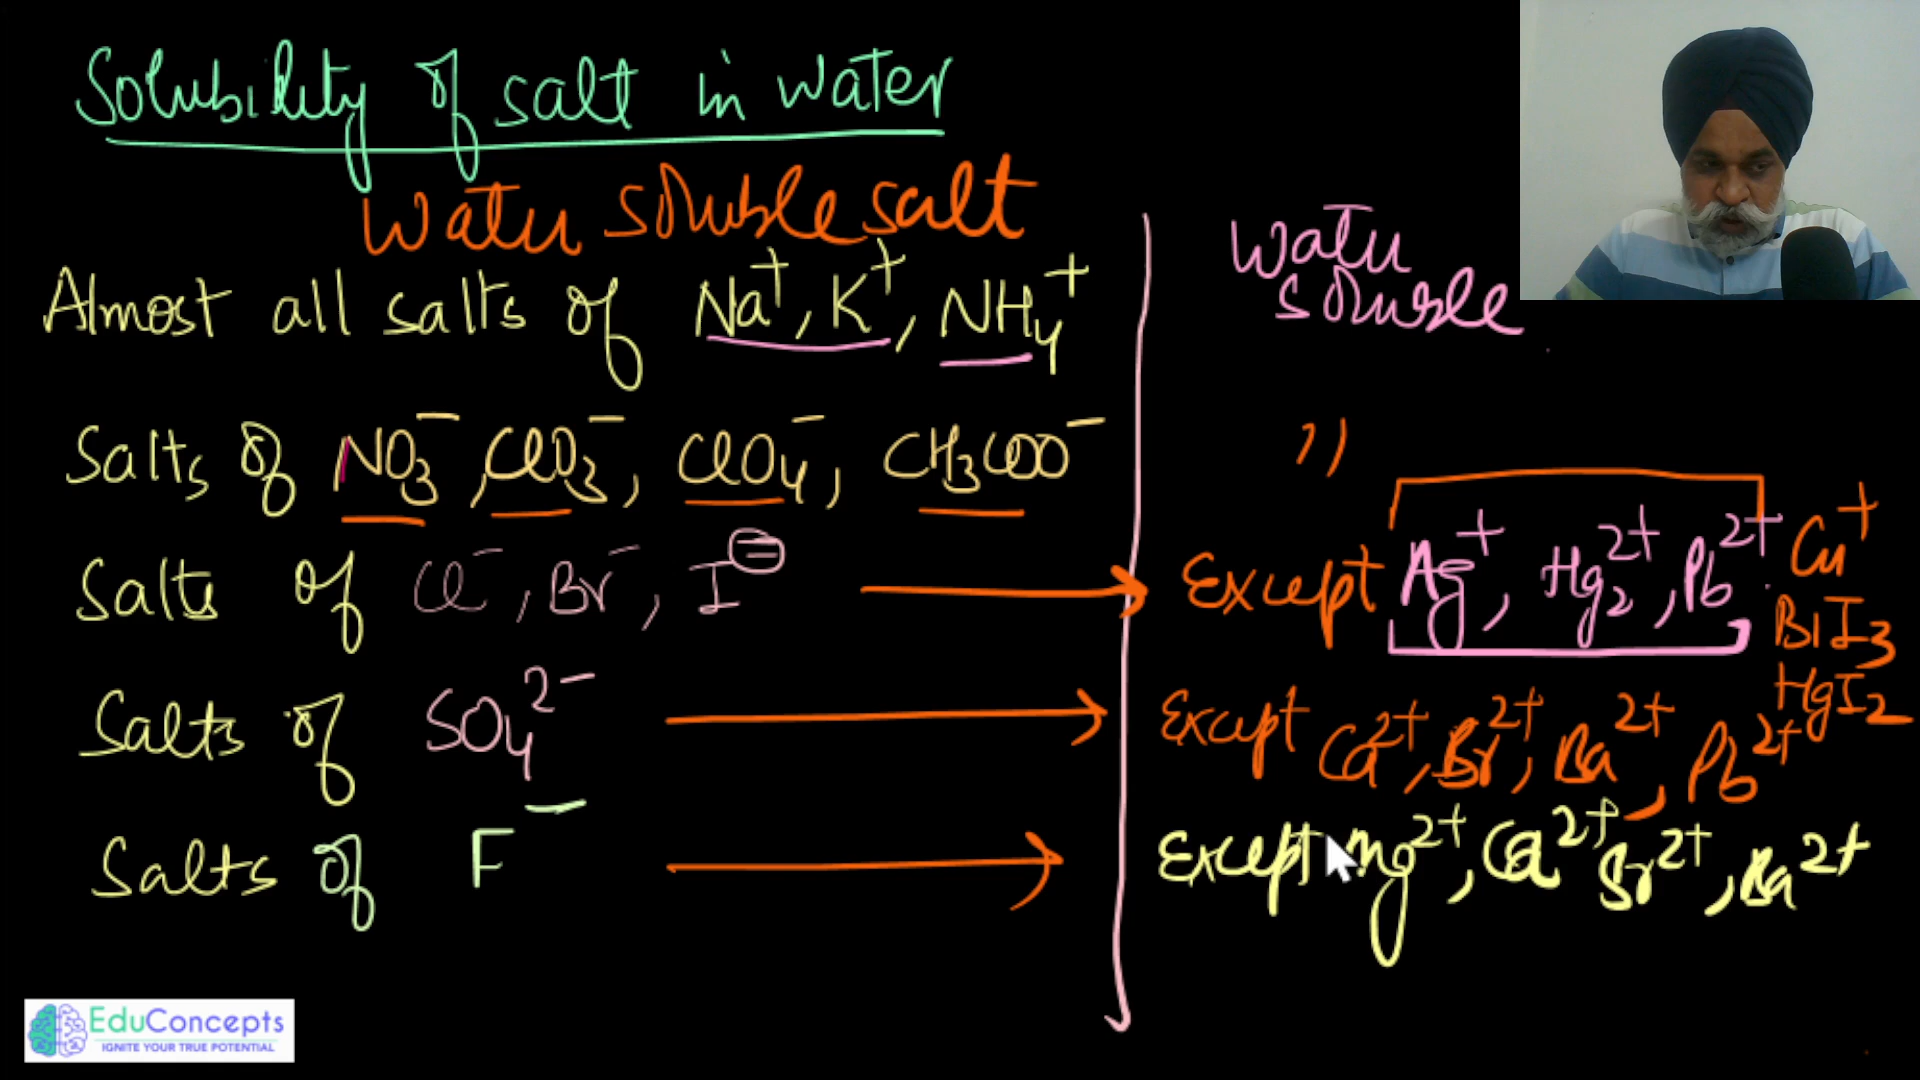 Solubility of salt in water
Water soluble salt
Water
soluble
Almost all salts of Na⁺, K⁺, NH₄⁺
Salts of NO₃⁻, ClO₃⁻, ClO₄⁻, CH₃COO⁻ ''
Salts of Cl⁻, Br⁻, I⁻ → Except Ag⁺, Hg₂²⁺, Pb²⁺ Cu⁺
BiI₃
HgI₂
Salts of SO₄²⁻ → Except Ca²⁺, Br²⁺, Ba²⁺, Pb²⁺
Salts of F⁻ → Except Mg²⁺, Ca²⁺ Sr²⁺, Ba²⁺
EduConcepts
IGNITE YOUR TRUE POTENTIAL